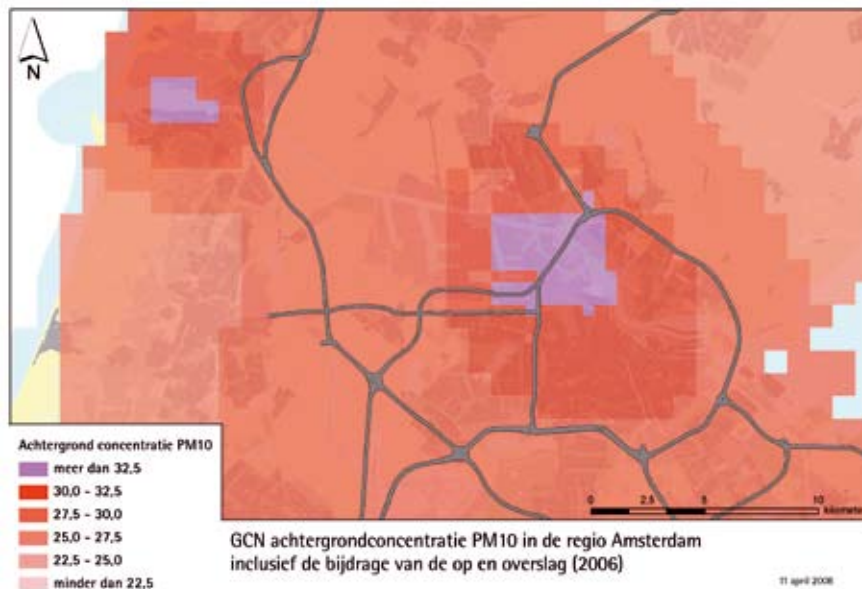 N
Achtergrond concentratie PM10
meer dan 32,5
30,0 - 32,5
27,5 - 30,0
25,0 - 27,5
22,5 - 25,0
minder dan 22,5
0 2.5 5 10
kilometer
GCN achtergrondconcentratie PM10 in de regio Amsterdam
inclusief de bijdrage van de op en overslag (2006)
11 april 2008